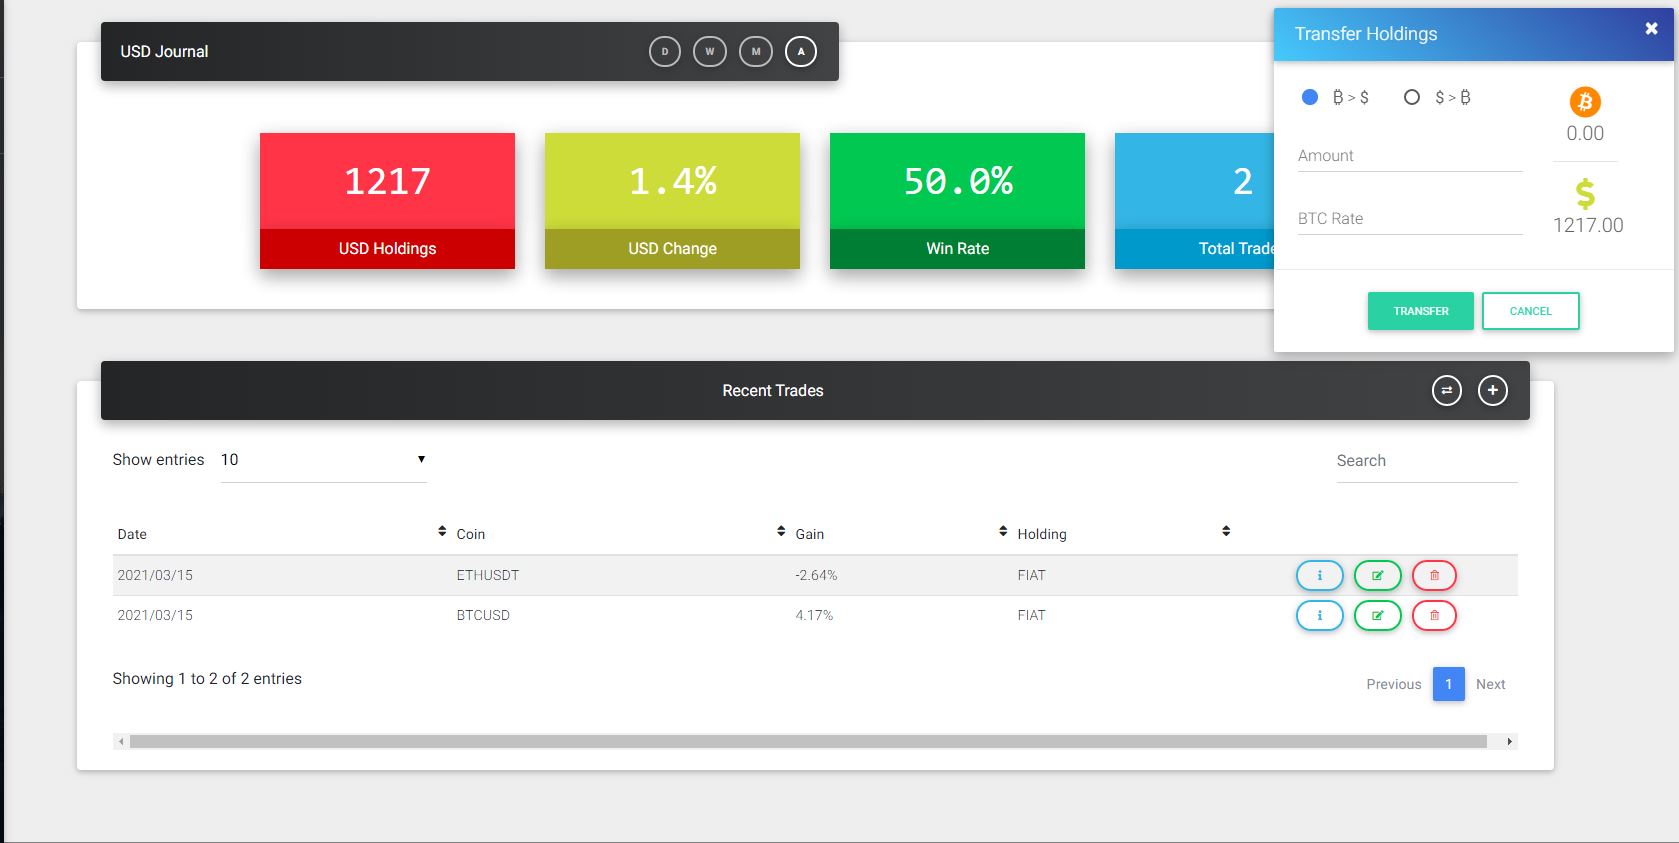 USD Journal
D W M A
Transfer Holdings
₿ > $ $ > ₿
0.00
Amount
$
BTC Rate
1217.00
TRANSFER CANCEL
1217
USD Holdings
1.4%
USD Change
50.0%
Win Rate
2
Total Trade
Recent Trades
Show entries 10
Search
Date Coin Gain Holding
2021/03/15 ETHUSDT -2.64% FIAT
2021/03/15 BTCUSD 4.17% FIAT
Showing 1 to 2 of 2 entries
Previous 1 Next